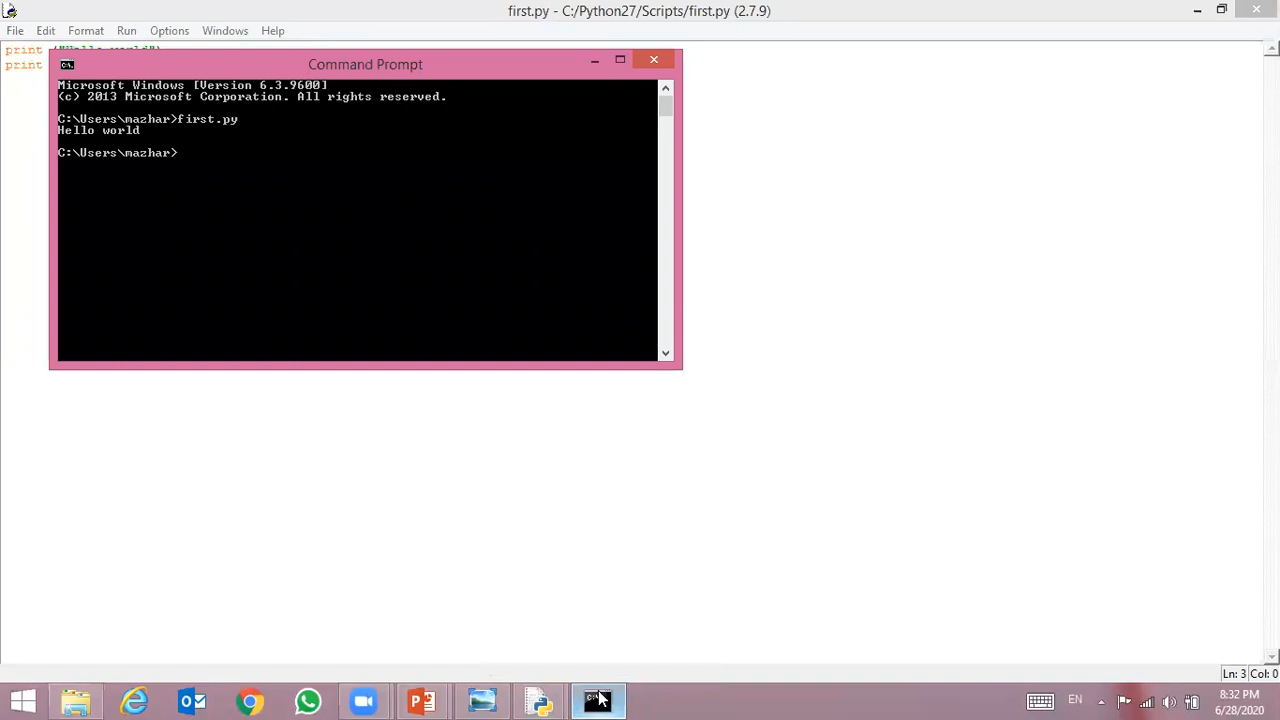 first.py - C:/Python27/Scripts/first.py (2.7.9)
File Edit Format Run Options Windows Help
print ("Hello world")
print
Command Prompt
Microsoft Windows [Version 6.3.9600]
(c) 2013 Microsoft Corporation. All rights reserved.
C:\Users\mazhar>first.py
Hello world
C:\Users\mazhar>
Ln: 3 Col: 0
EN
8:32 PM
6/28/2020